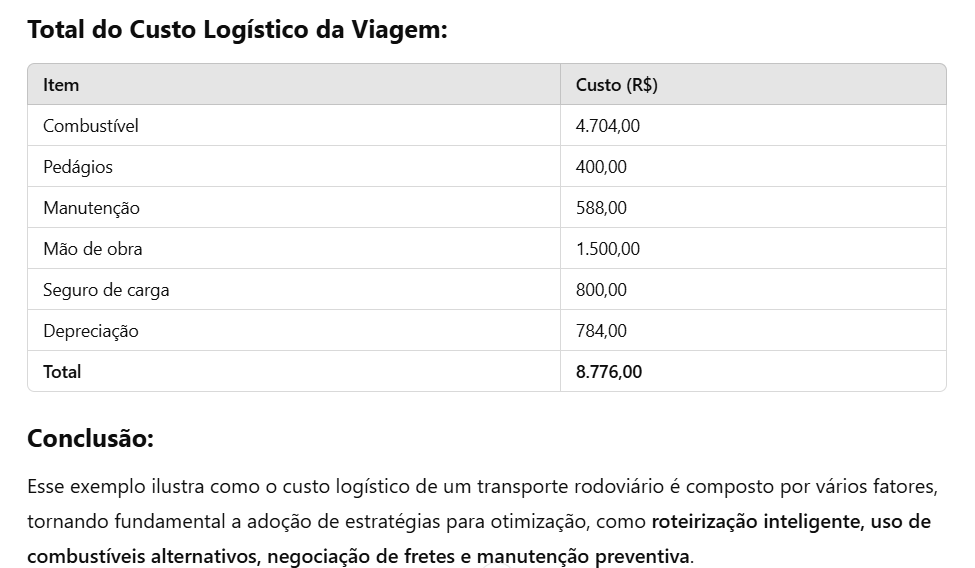 Total do Custo Logístico da Viagem:
Item Custo (R$)
Combustível 4.704,00
Pedágios 400,00
Manutenção 588,00
Mão de obra 1.500,00
Seguro de carga 800,00
Depreciação 784,00
Total 8.776,00
Conclusão:
Esse exemplo ilustra como o custo logístico de um transporte rodoviário é composto por vários fatores,
tornando fundamental a adoção de estratégias para otimização, como roteirização inteligente, uso de
combustíveis alternativos, negociação de fretes e manutenção preventiva.